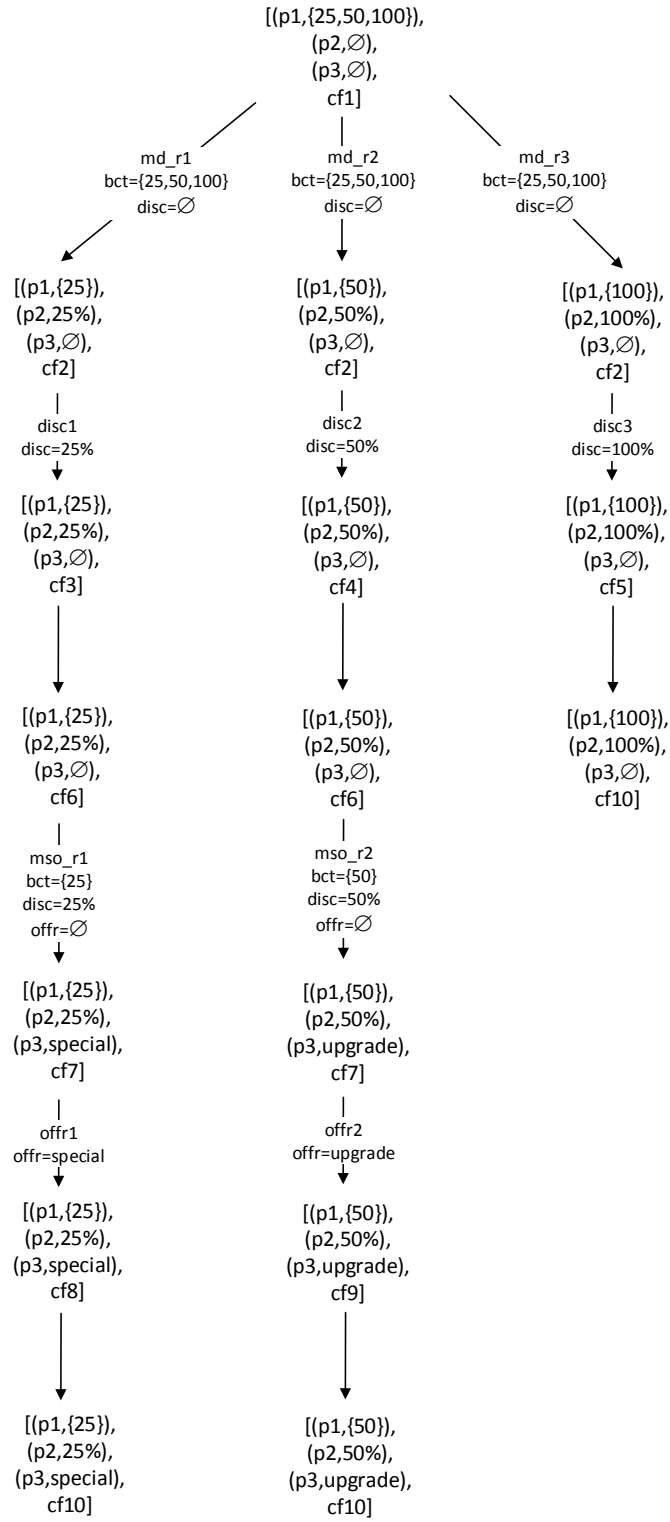 [(p1,{25,50,100}),
(p2,∅),
(p3,∅),
cf1]
md_r1
bct={25,50,100}
disc=∅
md_r2
bct={25,50,100}
disc=∅
md_r3
bct={25,50,100}
disc=∅
[(p1,{25}),
(p2,25%),
(p3,∅),
cf2]
[(p1,{50}),
(p2,50%),
(p3,∅),
cf2]
[(p1,{100}),
(p2,100%),
(p3,∅),
cf2]
disc1
disc=25%
disc2
disc=50%
disc3
disc=100%
[(p1,{25}),
(p2,25%),
(p3,∅),
cf3]
[(p1,{50}),
(p2,50%),
(p3,∅),
cf4]
[(p1,{100}),
(p2,100%),
(p3,∅),
cf5]
[(p1,{25}),
(p2,25%),
(p3,∅),
cf6]
[(p1,{50}),
(p2,50%),
(p3,∅),
cf6]
[(p1,{100}),
(p2,100%),
(p3,∅),
cf10]
mso_r1
bct={25}
disc=25%
offr=∅
mso_r2
bct={50}
disc=50%
offr=∅
[(p1,{25}),
(p2,25%),
(p3,special),
cf7]
[(p1,{50}),
(p2,50%),
(p3,upgrade),
cf7]
offr1
offr=special
offr2
offr=upgrade
[(p1,{25}),
(p2,25%),
(p3,special),
cf8]
[(p1,{50}),
(p2,50%),
(p3,upgrade),
cf9]
[(p1,{25}),
(p2,25%),
(p3,special),
cf10]
[(p1,{50}),
(p2,50%),
(p3,upgrade),
cf10]